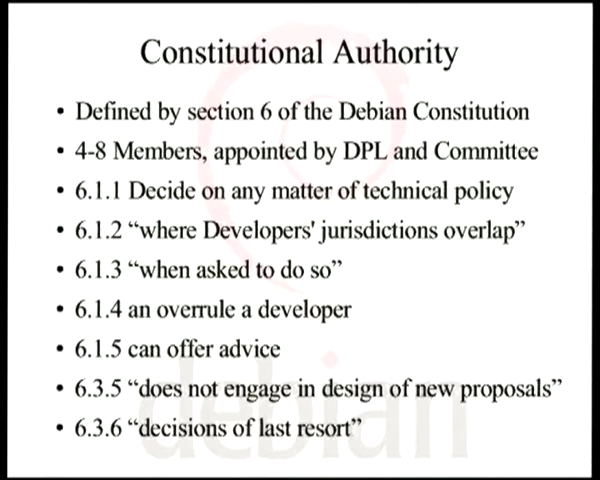 Constitutional Authority
• Defined by section 6 of the Debian Constitution
• 4-8 Members, appointed by DPL and Committee
• 6.1.1 Decide on any matter of technical policy
• 6.1.2 “where Developers' jurisdictions overlap”
• 6.1.3 “when asked to do so”
• 6.1.4 an overrule a developer
• 6.1.5 can offer advice
• 6.3.5 “does not engage in design of new proposals”
• 6.3.6 “decisions of last resort”
debian